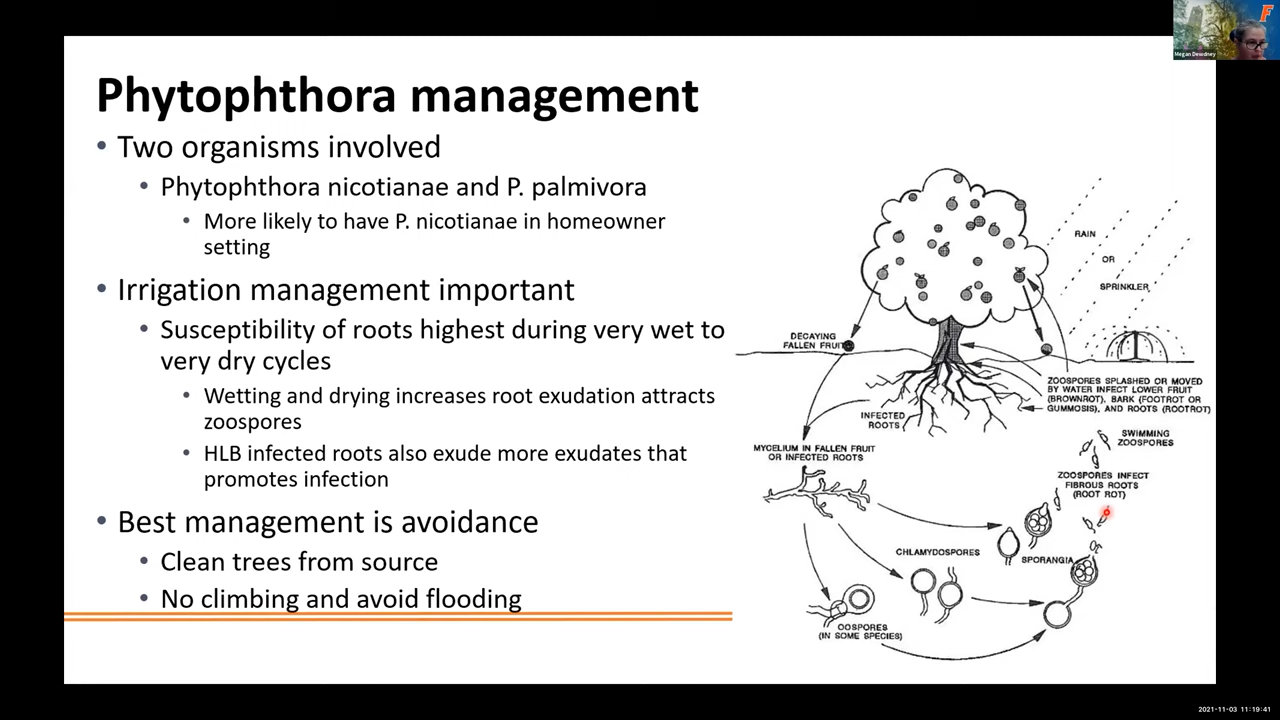 F
Megan Dewdney
Phytophthora management
• Two organisms involved
• Phytophthora nicotianae and P. palmivora
• More likely to have P. nicotianae in homeowner
setting
• Irrigation management important
• Susceptibility of roots highest during very wet to
very dry cycles
• Wetting and drying increases root exudation attracts
zoospores
• HLB infected roots also exude more exudates that
promotes infection
• Best management is avoidance
• Clean trees from source
• No climbing and avoid flooding
RAIN
OR
SPRINKLER
DECAYING
FALLEN FRUIT
ZOOSPORES SPLASHED OR MOVED
BY WATER INFECT LOWER FRUIT
(BROWNROT), BARK (FOOTROT OR
GUMMOSIS), AND ROOTS (ROOTROT)
INFECTED
ROOTS
SWIMMING
ZOOSPORES
MYCELIUM IN FALLEN FRUIT
OR INFECTED ROOTS
ZOOSPORES INFECT
FIBROUS ROOTS
(ROOT ROT)
CHLAMYDOSPORES
SPORANGIA
OOSPORES
(IN SOME SPECIES)
2021-11-03 11:19:41